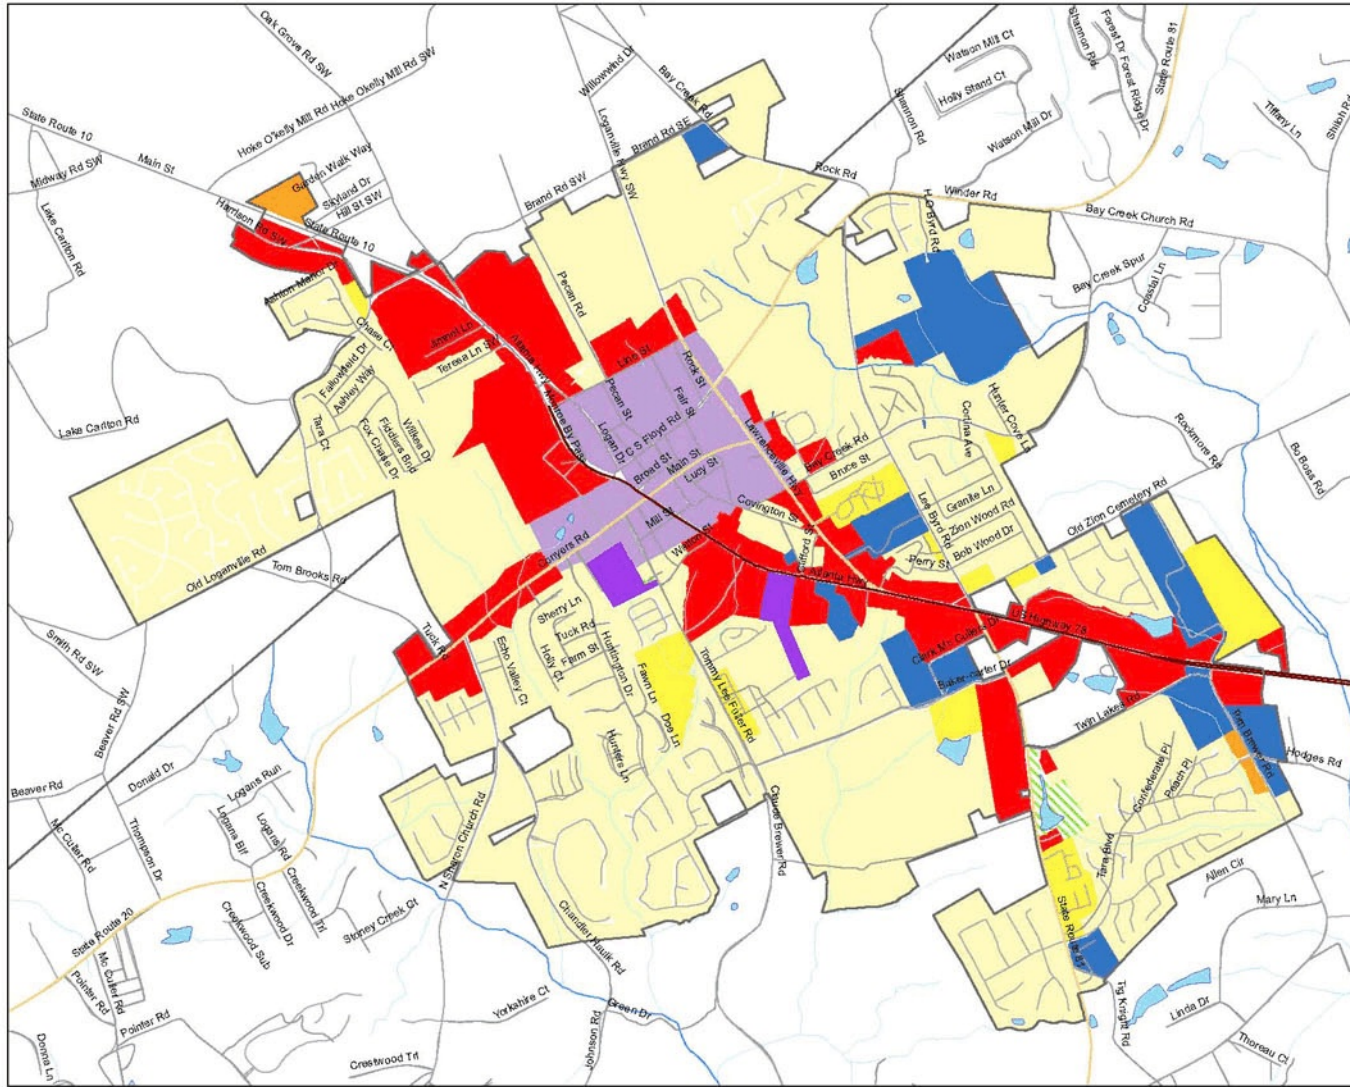 Oak Grove Rd SW
Willowwind Dr
Bay Creek Rd
Watson Mill Ct
Shannon Rd
Forest Dr
Forest Ridge Dr
State Route 81
Holly Stand Ct
Hoke O'kelly Mill Rd
Hoke Okelly Mill Rd SW
Loganville Hwy SW
Shannon Rd
Tiffany Ln
Shiloh Rd
State Route 10
Main St
Brand Rd SE
Watson Mill Dr
Midway Rd SW
Garden Walk Way
Skyland Dr
Hill St SW
Rock Rd
Winder Rd
Brand Rd SW
H D Byrd Rd
Bay Creek Church Rd
Lake Carlton Rd
Harrison Rd SW
State Route 10
Ashton Manor Dr
Pecan Rd
Bay Creek Spur
Coastal Ln
Chase Ct
Teresa Ln SW
Line St
Rock St
Fallowfield Dr
Ashley Way
Pecan St
Fair St
Hunter Cove Ln
Cortina Ave
Lake Carlton Rd
Tara Ct
Wilkes Dr
Fiddlers Bnd
Fox Chase Dr
Logan Dr
C S Floyd Rd
Lawrenceville Hwy
Rockmore Rd
Bo Boss Rd
Broad St
Main St
Lucy St
Bay Creek Rd
Bruce St
Granite Ln
Old Zion Cemetery Rd
Mill St
Covington St
Lee Byrd Rd
Zion Wood Rd
Bob Wood Dr
Conyers Rd
Perry St
Old Loganville Rd
Tom Brooks Rd
Atlanta Hwy
Sherry Ln
Tuck Rd
Farm St
US Highway 78
Smith Rd SW
Tuck Rd
Echo Valley Ct
Holly Ct
Huntington Dr
Fawn Ln
Doe Ln
Tommy Lee Fuller Rd
Baker-carter Dr
Beaver Rd SW
Twin Lakes Rd
Hunters Ln
Hodges Rd
Beaver Rd
Donald Dr
Logans Run
Confederate Pl
Peach Pl
Mc Culler Rd
Thompson Dr
Logans Blf
Logans Rd
N Sharon Church Rd
Claude Brewer Rd
Tara Blvd
Allen Cir
Creekwood Dr
Creekwood Trl
Creekwood Sub
Stoney Creek Ct
Mary Ln
State Route 20
Chandler Haulk Rd
State Route 81
Mc Culler Rd
Pointer Rd
Yorkshire Ct
Green Dr
Trg Knight Rd
Linda Dr
Pointer Rd
Johnson Rd
Donna Ln
Crestwood Trl
Thoreau Ct